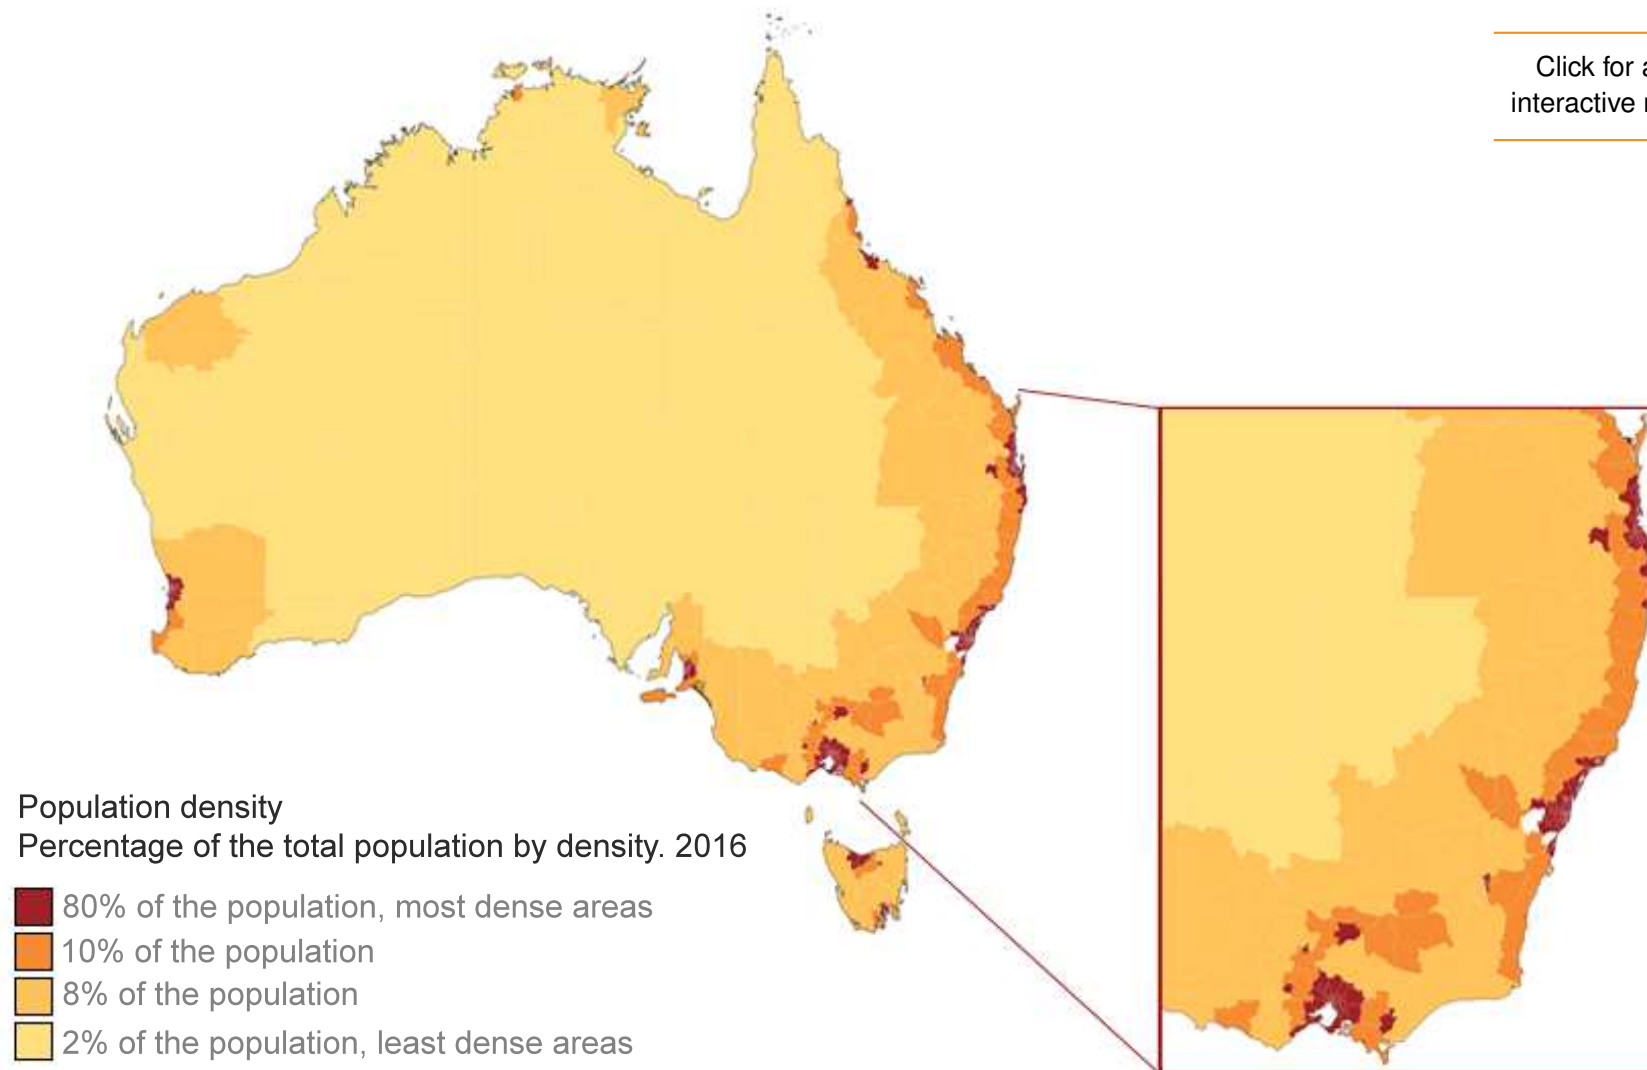 Click for a
interactive
Population density
Percentage of the total population by density. 2016
80% of the population, most dense areas
10% of the population
8% of the population
2% of the population, least dense areas